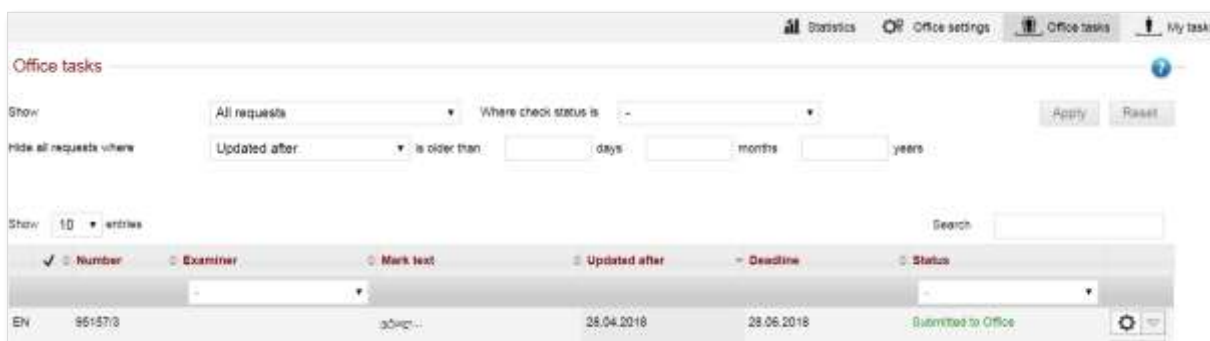 Statistics Office settings Office tasks My task
Office tasks
Show All requests Where check status is - Apply Reset
Hide all requests where Updated after is older than days months years
Show 10 entries Search
Number Examiner Mark text Updated after Deadline Status
- -
EN 95157/3 28.04.2018 28.06.2018 Submitted to Office